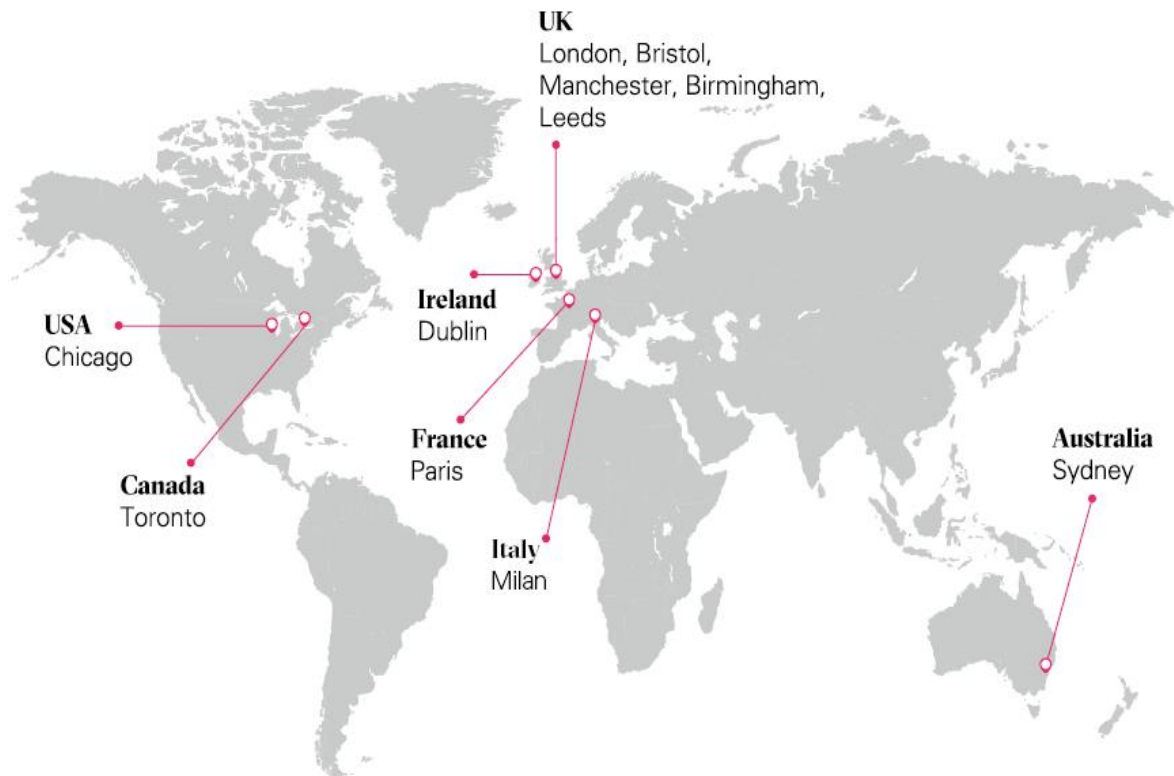 UK
London, Bristol,
Manchester, Birmingham,
Leeds
Ireland
Dublin
USA
Chicago
France
Paris
Australia
Sydney
Canada
Toronto
Italy
Milan